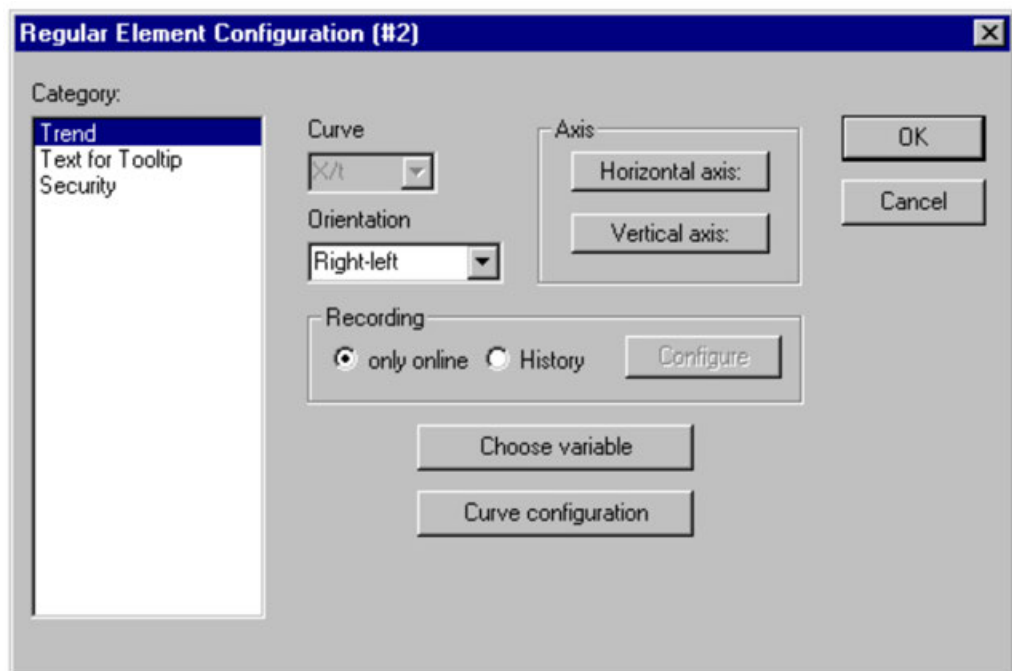 Regular Element Configuration (#2)
Category:
Trend
Text for Tooltip
Security
Curve
X/t
Orientation
Right-left
Axis
Horizontal axis:
Vertical axis:
OK
Cancel
Recording
only online
History
Configure
Choose variable
Curve configuration